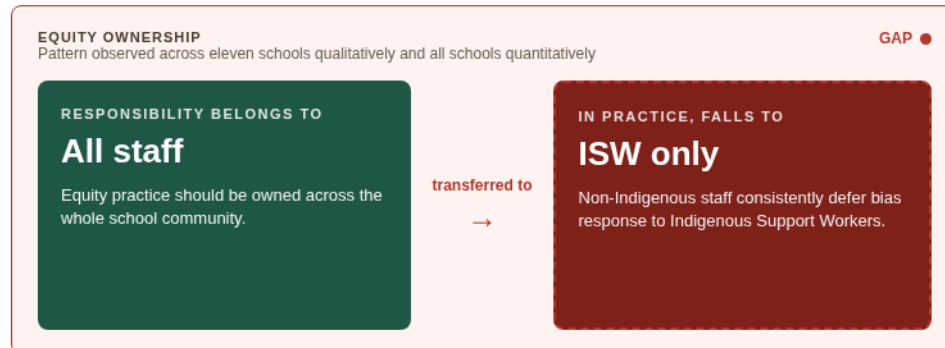 EQUITY OWNERSHIP
Pattern observed across eleven schools qualitatively and all schools quantitatively
GAP
RESPONSIBILITY BELONGS TO
All staff
Equity practice should be owned across the
whole school community.
transferred to
→
IN PRACTICE, FALLS TO
ISW only
Non-Indigenous staff consistently defer bias
response to Indigenous Support Workers.